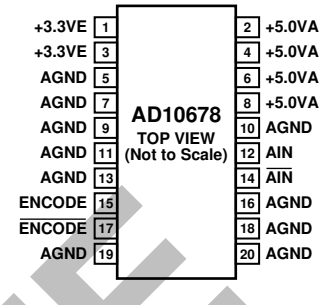 +3.3VE 1 2 +5.0VA
+3.3VE 3 4 +5.0VA
AGND 5 6 +5.0VA
AGND 7 8 +5.0VA
AD10678
AGND 9 10 AGND
TOP VIEW
AGND 11 12 AIN
(Not to Scale)
AGND 13 14 A̅I̅N̅
ENCODE 15 16 AGND
E̅N̅C̅O̅D̅E̅ 17 18 AGND
AGND 19 20 AGND